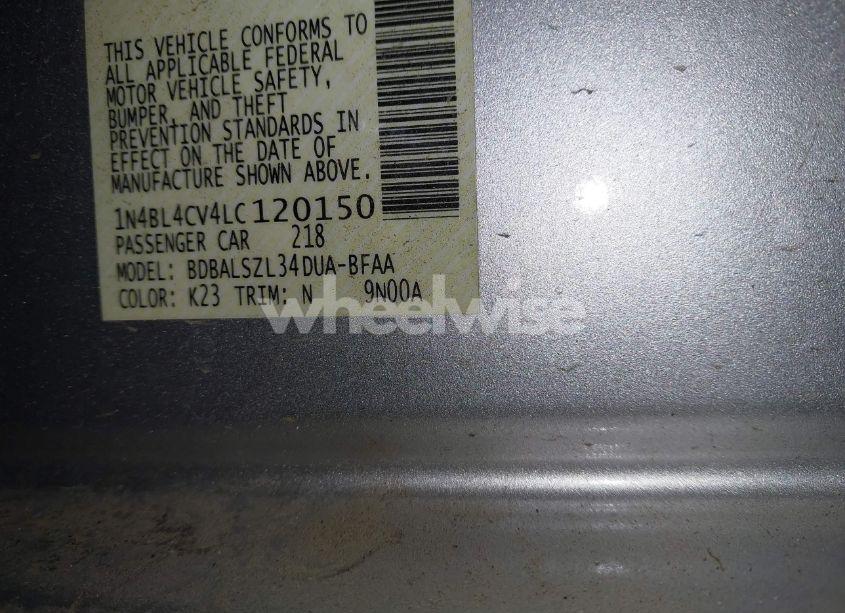 THIS VEHICLE CONFORMS TO
ALL APPLICABLE FEDERAL
MOTOR VEHICLE SAFETY,
BUMPER, AND THEFT
PREVENTION STANDARDS IN
EFFECT ON THE DATE OF
MANUFACTURE SHOWN ABOVE.
1N4BL4CV4LC120150
PASSENGER CAR 218
MODEL: BDBALSZL34DUA-BFAA
COLOR: K23 TRIM: N 9N00A
wheelwise